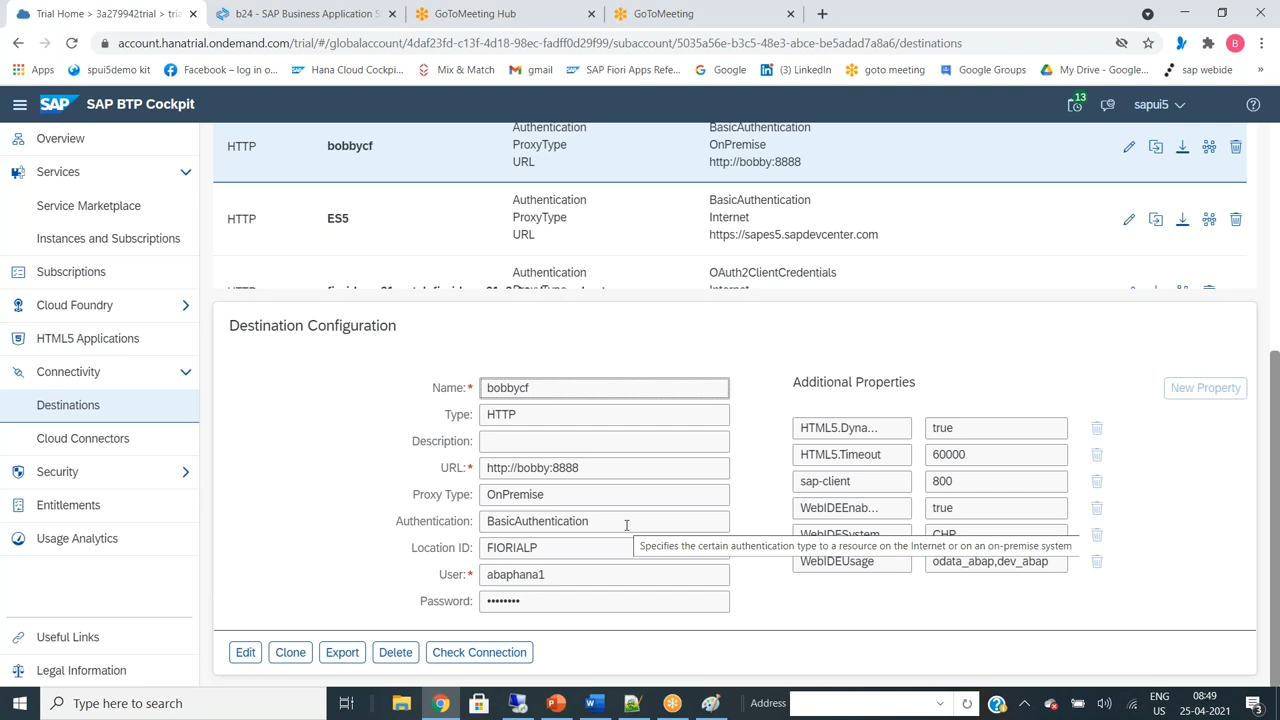 Trial Home > 3a279942trial > tria
b24 - SAP Business Application S
GoToMeeting Hub
GoToMeeting
account.hanatrial.ondemand.com/trial/#/globalaccount/4daf23fd-c13f-4d18-98ec-fadff0d29f99/subaccount/5035a56e-b3c5-48e3-abce-be5adad7a8a6/destinations
B
Apps
spui5demo kit
Facebook – log in o...
Hana Cloud Cockpi...
Mix & Match
gmail
SAP Fiori Apps Refe...
Google
(3) LinkedIn
goto meeting
Google Groups
My Drive - Google...
sap webide
»
SAP
SAP BTP Cockpit
13
sapui5
Overview
Services
Service Marketplace
Instances and Subscriptions
Subscriptions
Cloud Foundry
HTML5 Applications
Connectivity
Destinations
Cloud Connectors
Security
Entitlements
Usage Analytics
Useful Links
Legal Information
Authentication BasicAuthentication
HTTP bobbycf ProxyType OnPremise
URL http://bobby:8888
Authentication BasicAuthentication
HTTP ES5 ProxyType Internet
URL https://sapes5.sapdevcenter.com
Authentication OAuth2ClientCredentials
Internet
Destination Configuration
Name:* bobbycf
Type: HTTP
Description:
URL:* http://bobby:8888
Proxy Type: OnPremise
Authentication: BasicAuthentication
Location ID: FIORIALP
User:* abaphana1
Password: ••••••••
Additional Properties
New Property
HTML5.Dyna... true
HTML5.Timeout 60000
sap-client 800
WebIDEEnab... true
WebIDESystem CHP
Specifies the certain authentication type to a resource on the Internet or on an on-premise system
WebIDEUsage odata_abap,dev_abap
Edit
Clone
Export
Delete
Check Connection
Type here to search
Address
ENG
US
08:49
25-04-2021
3